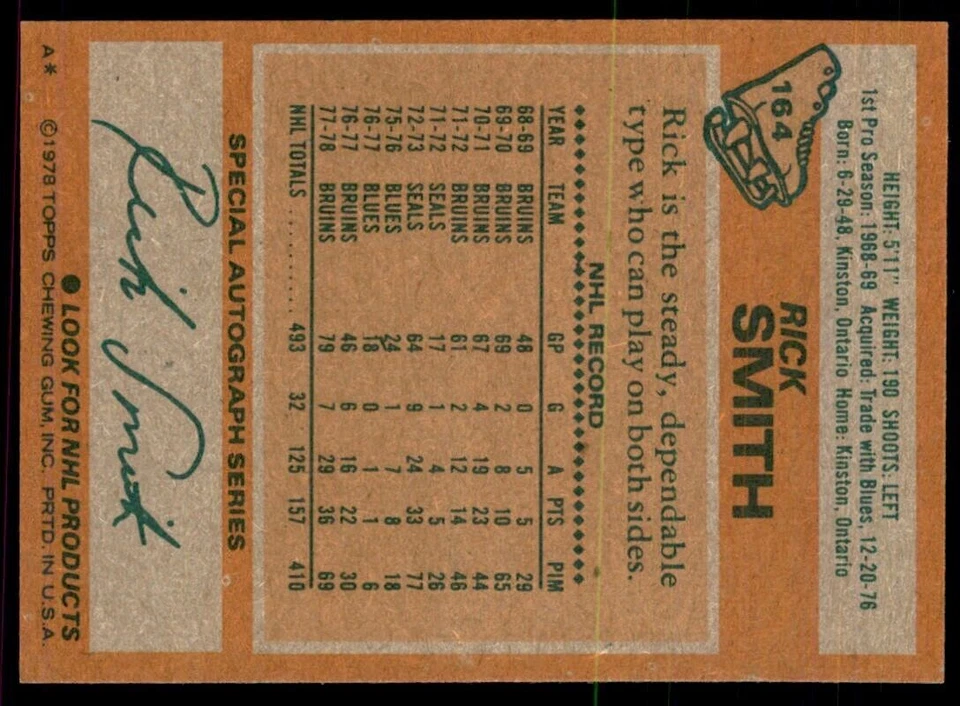 HEIGHT: 5'11" WEIGHT: 190 SHOOTS: LEFT
1st Pro Season: 1968-69 Acquired: Trade with Blues, 12-20-76
Born: 6-29-48, Kinston, Ontario Home: Kinston, Ontario
164
RICK
SMITH
Rick is the steady, dependable
type who can play on both sides.
NHL RECORD
YEAR TEAM GP G A PTS PIM
68-69 BRUINS 48 0 5 5 29
69-70 BRUINS 69 2 8 10 65
70-71 BRUINS 67 4 19 23 44
71-72 BRUINS 61 2 12 14 46
71-72 SEALS 17 1 4 5 26
72-73 SEALS 64 9 24 33 77
75-76 BLUES 24 1 7 8 18
76-77 BLUES 18 0 1 1 6
76-77 BRUINS 46 6 16 22 30
77-78 BRUINS 79 7 29 36 69
NHL TOTALS ........ 493 32 125 157 410
SPECIAL AUTOGRAPH SERIES
Rick Smith
LOOK FOR NHL PRODUCTS
A* ©1978 TOPPS CHEWING GUM, INC. PRTD. IN U.S.A.